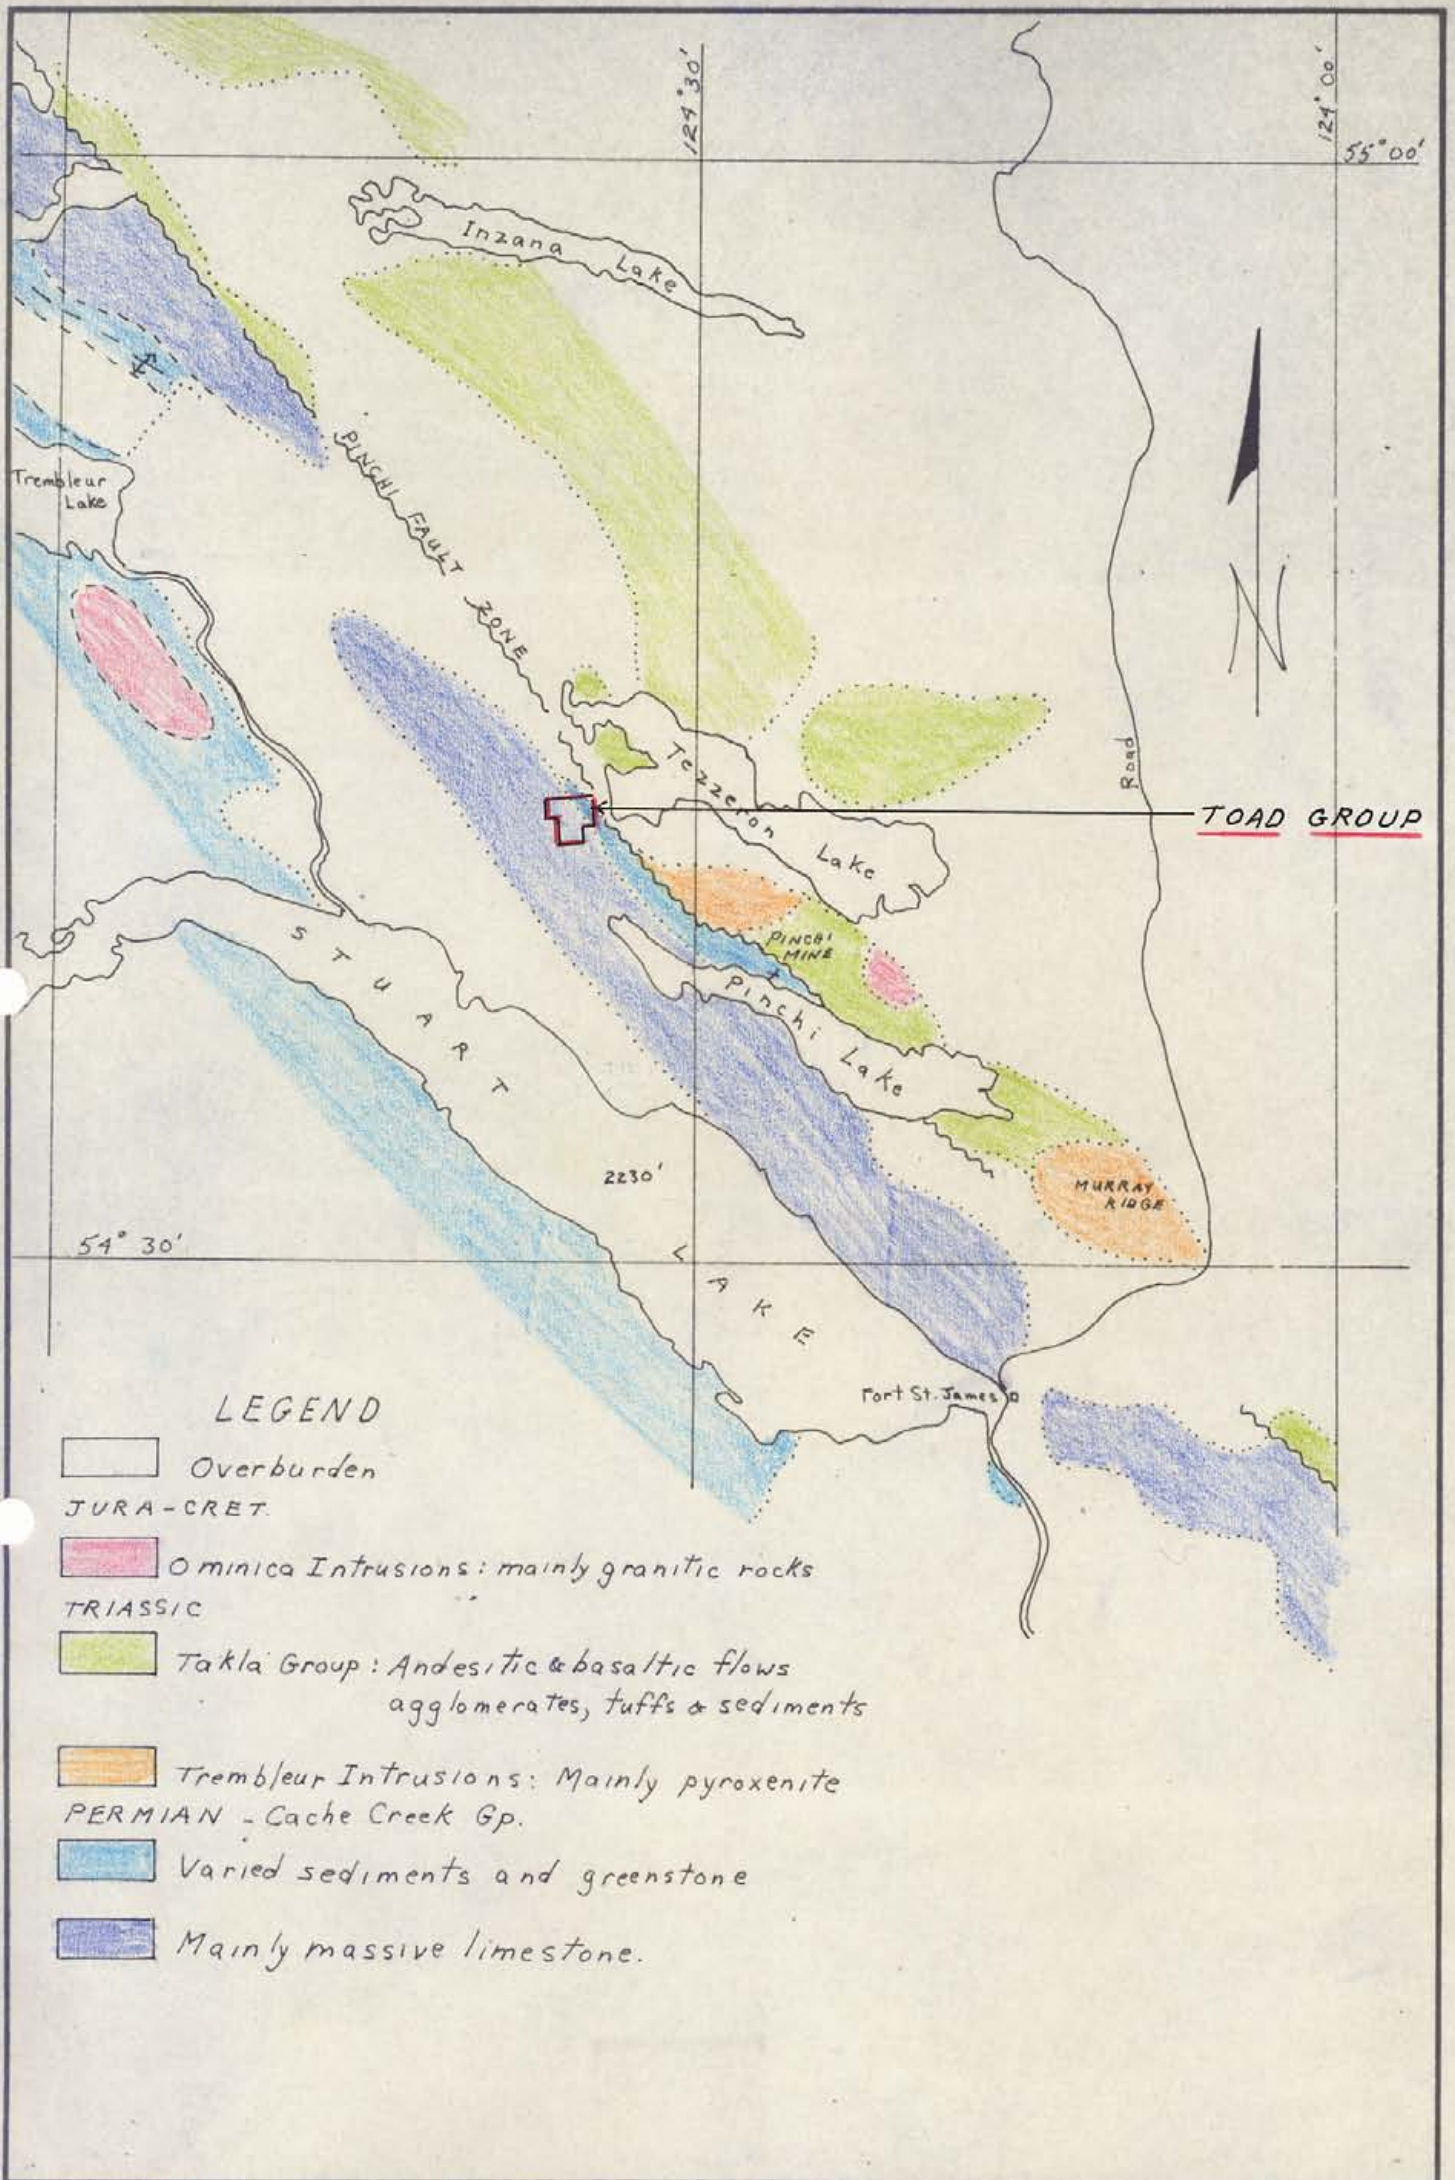 124° 30'
124° 00'
55° 00'
Inzana Lake
PINCHI FAULT ZONE
Trembleur
Lake
Road
Tezzeron Lake
TOAD GROUP
PINCHI
MINE
Pinchi Lake
STUART LAKE
2230'
MURRAY
RIDGE
N
54° 30'
Fort St. James
LEGEND
Overburden
JURA-CRET.
Ominica Intrusions: mainly granitic rocks
TRIASSIC
Takla Group: Andesitic & basaltic flows
agglomerates, tuffs & sediments
Trembleur Intrusions: Mainly pyroxenite
PERMIAN - Cache Creek Gp.
Varied sediments and greenstone
Mainly massive limestone.